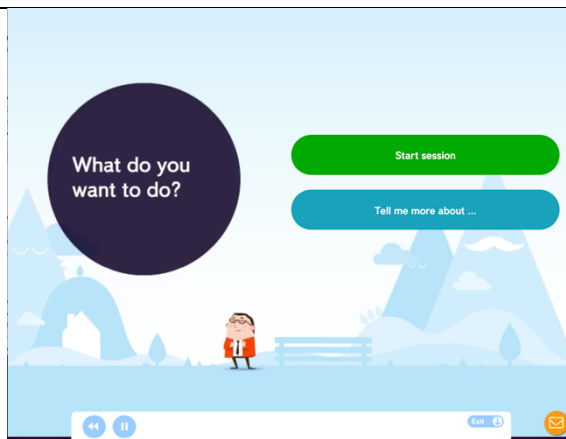 What do you
want to do?
Start session
Tell me more about ...
Exit